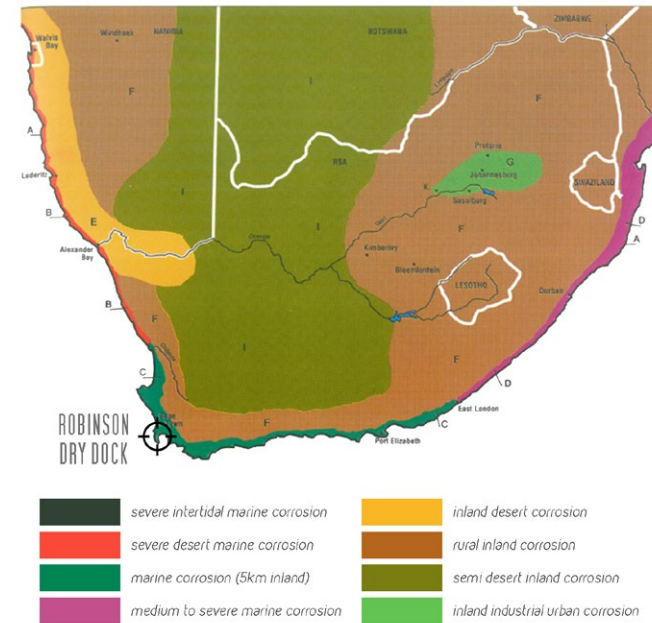 ZIMBABWE
Walvis
Bay
Windhoek
NAMIBIA
BOTSWANA
F
I
Limpopo
F
A
RSA
Pretoria
G
Johannesburg
Luderitz
I
K
Vaal
Sasolburg
SWAZILAND
B
E
I
D
Orange
F
A
Alexander
Bay
Kimberley
Bloemfontein
LESOTHO
Durban
B
F
I
F
C
D
East London
F
C
Port Elizabeth
ROBINSON
DRY DOCK
severe intertidal marine corrosion
inland desert corrosion
severe desert marine corrosion
rural inland corrosion
marine corrosion (5km inland)
semi desert inland corrosion
medium to severe marine corrosion
inland industrial urban corrosion